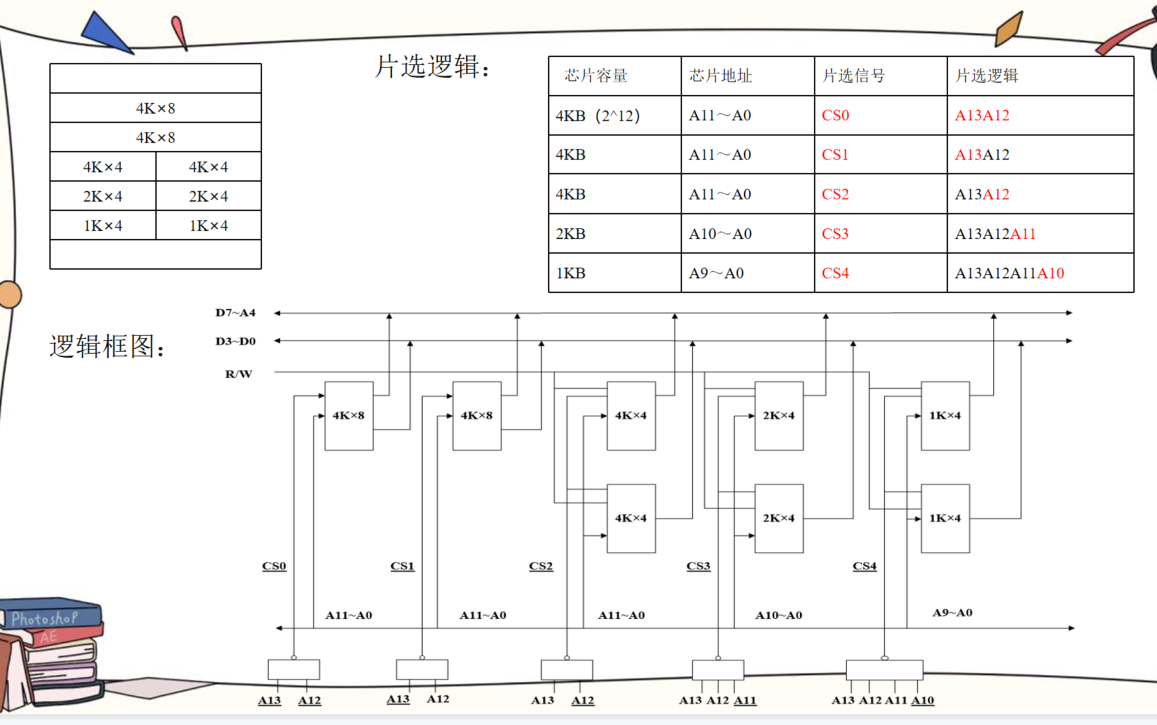 片选逻辑：
4K×8
4K×8
4K×4 4K×4
2K×4 2K×4
1K×4 1K×4
芯片容量 芯片地址 片选信号 片选逻辑
4KB（2^12） A11～A0 CS0 A13A12
4KB A11～A0 CS1 A13A12
4KB A11～A0 CS2 A13A12
2KB A10～A0 CS3 A13A12A11
1KB A9～A0 CS4 A13A12A11A10
逻辑框图：
D7~A4
D3~D0
R/W
4K×8 4K×8 4K×4 2K×4 1K×4
4K×4 2K×4 1K×4
CS0 CS1 CS2 CS3 CS4
A11~A0 A11~A0 A11~A0 A10~A0 A9~A0
A13 A12 A13 A12 A13 A12 A13 A12 A11 A13 A12 A11 A10
Photoshop
AE